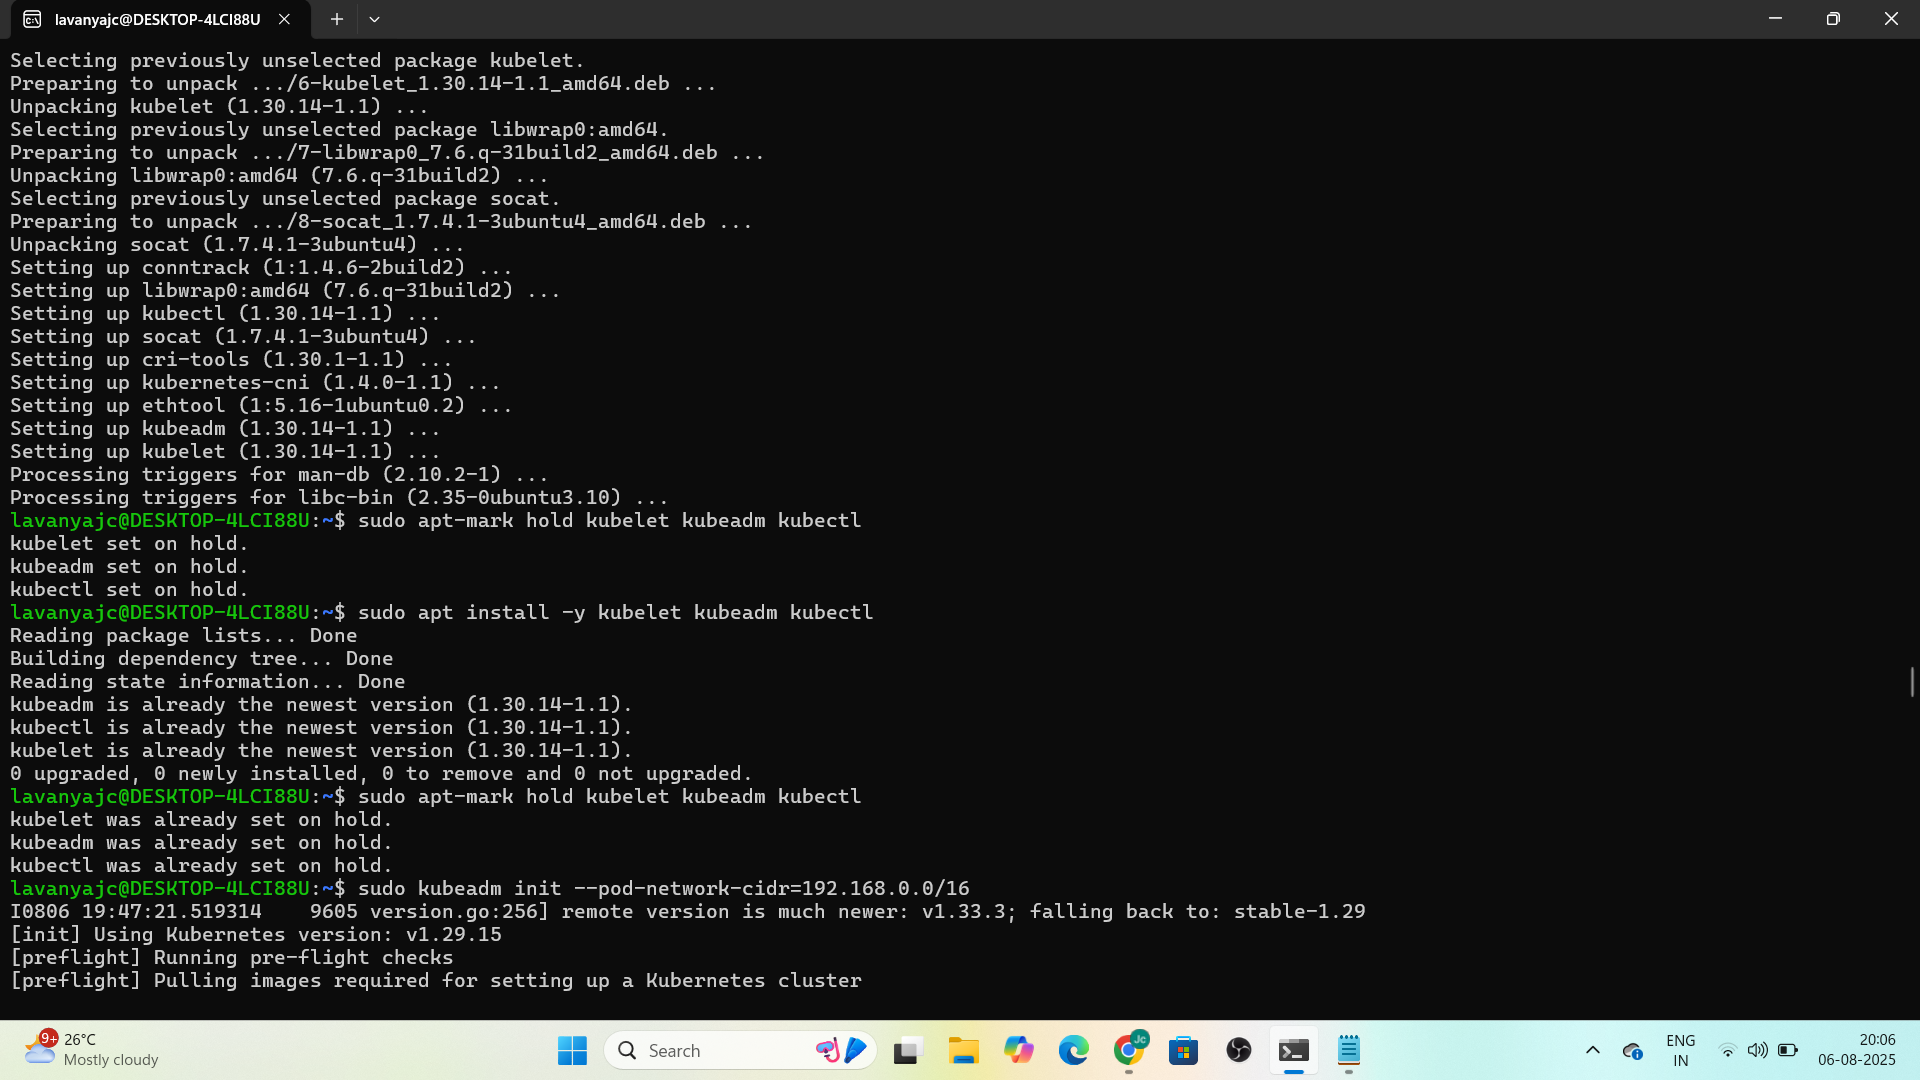 lavanyajc@DESKTOP-4LCI88U
Selecting previously unselected package kubelet.
Preparing to unpack .../6-kubelet_1.30.14-1.1_amd64.deb ...
Unpacking kubelet (1.30.14-1.1) ...
Selecting previously unselected package libwrap0:amd64.
Preparing to unpack .../7-libwrap0_7.6.q-31build2_amd64.deb ...
Unpacking libwrap0:amd64 (7.6.q-31build2) ...
Selecting previously unselected package socat.
Preparing to unpack .../8-socat_1.7.4.1-3ubuntu4_amd64.deb ...
Unpacking socat (1.7.4.1-3ubuntu4) ...
Setting up conntrack (1:1.4.6-2build2) ...
Setting up libwrap0:amd64 (7.6.q-31build2) ...
Setting up kubectl (1.30.14-1.1) ...
Setting up socat (1.7.4.1-3ubuntu4) ...
Setting up cri-tools (1.30.1-1.1) ...
Setting up kubernetes-cni (1.4.0-1.1) ...
Setting up ethtool (1:5.16-1ubuntu0.2) ...
Setting up kubeadm (1.30.14-1.1) ...
Setting up kubelet (1.30.14-1.1) ...
Processing triggers for man-db (2.10.2-1) ...
Processing triggers for libc-bin (2.35-0ubuntu3.10) ...
lavanyajc@DESKTOP-4LCI88U:~$ sudo apt-mark hold kubelet kubeadm kubectl
kubelet set on hold.
kubeadm set on hold.
kubectl set on hold.
lavanyajc@DESKTOP-4LCI88U:~$ sudo apt install -y kubelet kubeadm kubectl
Reading package lists... Done
Building dependency tree... Done
Reading state information... Done
kubeadm is already the newest version (1.30.14-1.1).
kubectl is already the newest version (1.30.14-1.1).
kubelet is already the newest version (1.30.14-1.1).
0 upgraded, 0 newly installed, 0 to remove and 0 not upgraded.
lavanyajc@DESKTOP-4LCI88U:~$ sudo apt-mark hold kubelet kubeadm kubectl
kubelet was already set on hold.
kubeadm was already set on hold.
kubectl was already set on hold.
lavanyajc@DESKTOP-4LCI88U:~$ sudo kubeadm init --pod-network-cidr=192.168.0.0/16
I0806 19:47:21.519314    9605 version.go:256] remote version is much newer: v1.33.3; falling back to: stable-1.29
[init] Using Kubernetes version: v1.29.15
[preflight] Running pre-flight checks
[preflight] Pulling images required for setting up a Kubernetes cluster
9+
26°C
Mostly cloudy
Search
Jc
ENG
IN
20:06
06-08-2025